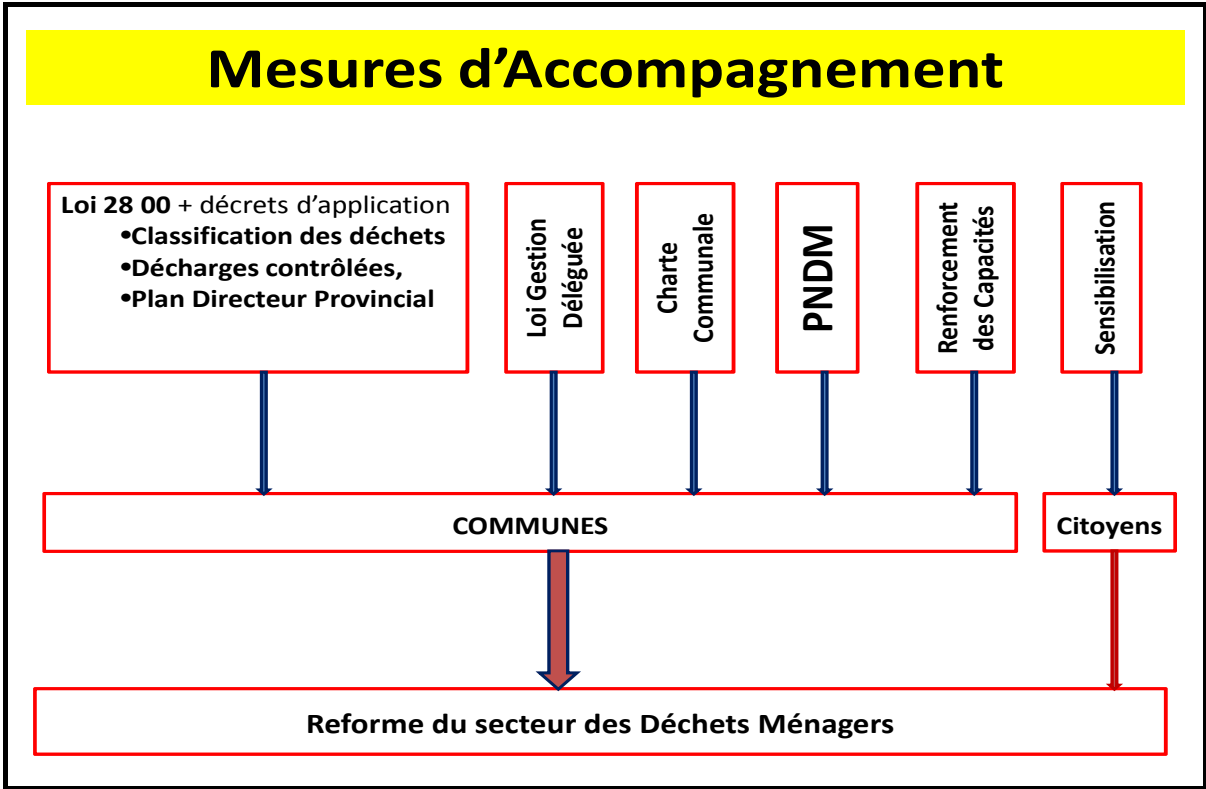 Mesures d’Accompagnement
Loi 28 00 + décrets d’application
•Classification des déchets
•Décharges contrôlées,
•Plan Directeur Provincial
Loi Gestion
Déléguée
Charte
Communale
PNDM
Renforcement
des Capacités
Sensibilisation
COMMUNES
Citoyens
Reforme du secteur des Déchets Ménagers